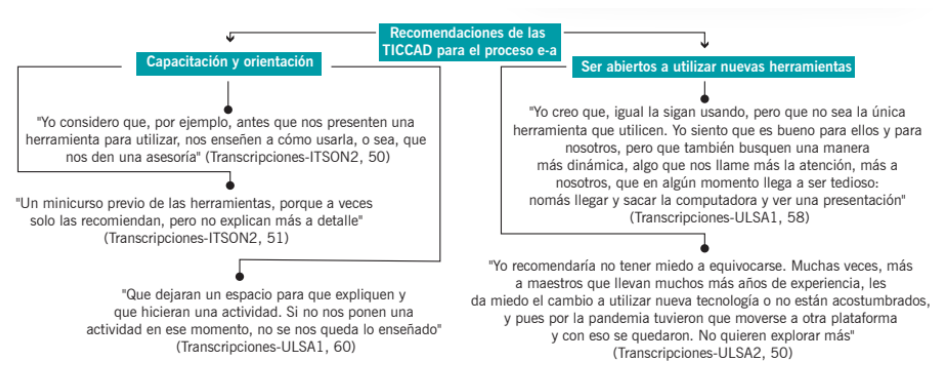 Recomendaciones de las
TICCAD para el proceso e-a
Capacitación y orientación
"Yo considero que, por ejemplo, antes que nos presenten una
herramienta para utilizar, nos enseñen a cómo usarla, o sea, que
nos den una asesoría" (Transcripciones-ITSON2, 50)
"Un minicurso previo de las herramientas, porque a veces
solo las recomiendan, pero no explican más a detalle"
(Transcripciones-ITSON2, 51)
"Que dejaran un espacio para que expliquen y
que hicieran una actividad. Si no nos ponen una
actividad en ese momento, no se nos queda lo enseñado"
(Transcripciones-ULSA1, 60)
Ser abiertos a utilizar nuevas herramientas
"Yo creo que, igual la sigan usando, pero que no sea la única
herramienta que utilicen. Yo siento que es bueno para ellos y para
nosotros, pero que también busquen una manera
más dinámica, algo que nos llame más la atención, más a
nosotros, que en algún momento llega a ser tedioso:
nomás llegar y sacar la computadora y ver una presentación"
(Transcripciones-ULSA1, 58)
"Yo recomendaría no tener miedo a equivocarse. Muchas veces, más
a maestros que llevan muchos más años de experiencia, les
da miedo el cambio a utilizar nueva tecnología o no están acostumbrados,
y pues por la pandemia tuvieron que moverse a otra plataforma
y con eso se quedaron. No quieren explorar más"
(Transcripciones-ULSA2, 50)